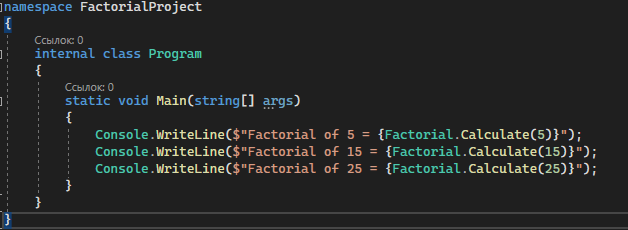 namespace FactorialProject
{
Ссылок: 0
internal class Program
{
Ссылок: 0
static void Main(string[] args)
{
Console.WriteLine($"Factorial of 5 = {Factorial.Calculate(5)}");
Console.WriteLine($"Factorial of 15 = {Factorial.Calculate(15)}");
Console.WriteLine($"Factorial of 25 = {Factorial.Calculate(25)}");
}
}
}